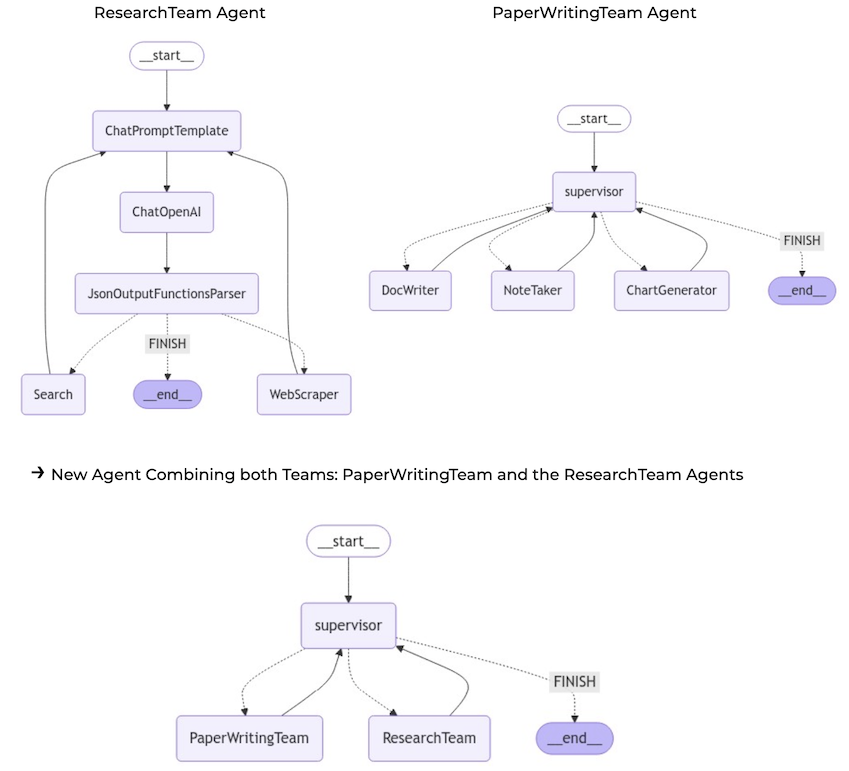 ResearchTeam Agent
PaperWritingTeam Agent
__start__
ChatPromptTemplate
ChatOpenAI
JsonOutputFunctionsParser
FINISH
Search
__end__
WebScraper
__start__
supervisor
FINISH
DocWriter
NoteTaker
ChartGenerator
__end__
→ New Agent Combining both Teams: PaperWritingTeam and the ResearchTeam Agents
__start__
supervisor
FINISH
PaperWritingTeam
ResearchTeam
__end__